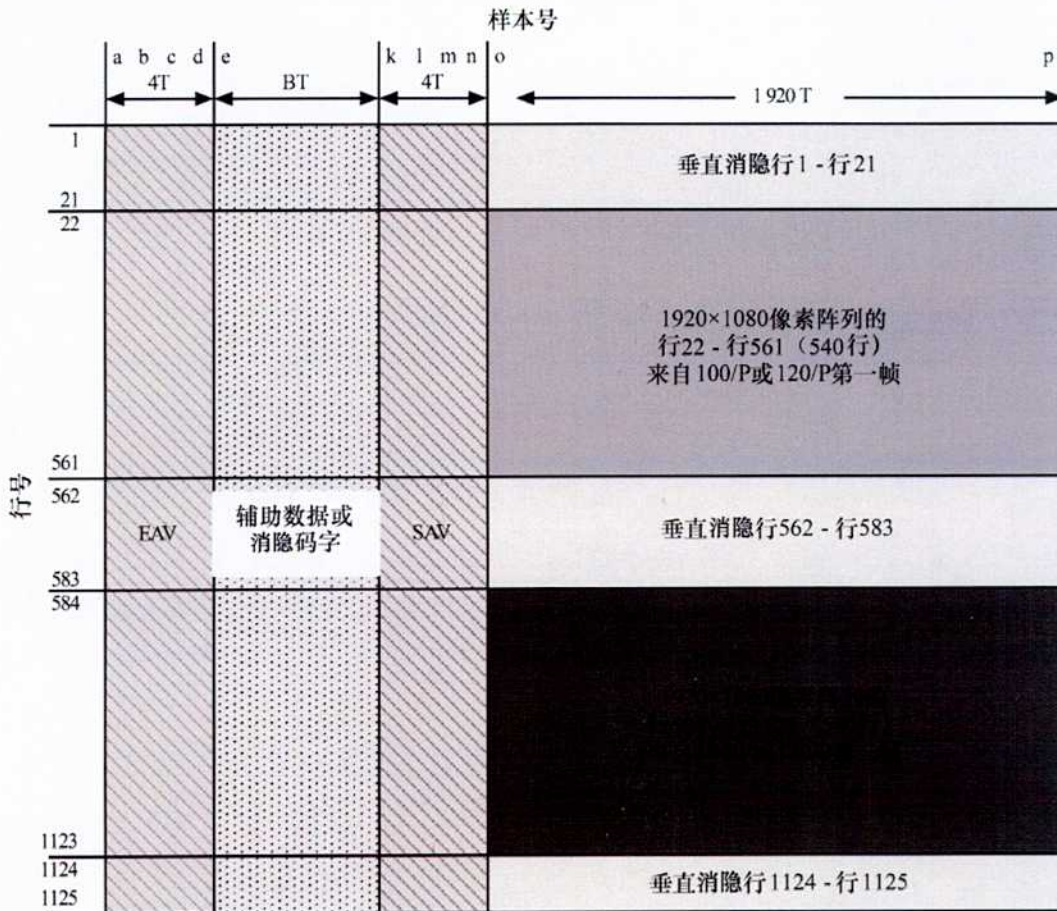 样本号
a b c d e k l m n o p
4T BT 4T 1920T
1
垂直消隐行1 - 行21
21
22
1920×1080像素阵列的
行22 - 行561（540行）
来自100/P或120/P第一帧
561
行号
562
EAV
辅助数据或
消隐码字
SAV
垂直消隐行562 - 行583
583
584
1123
1124
垂直消隐行1124 - 行1125
1125